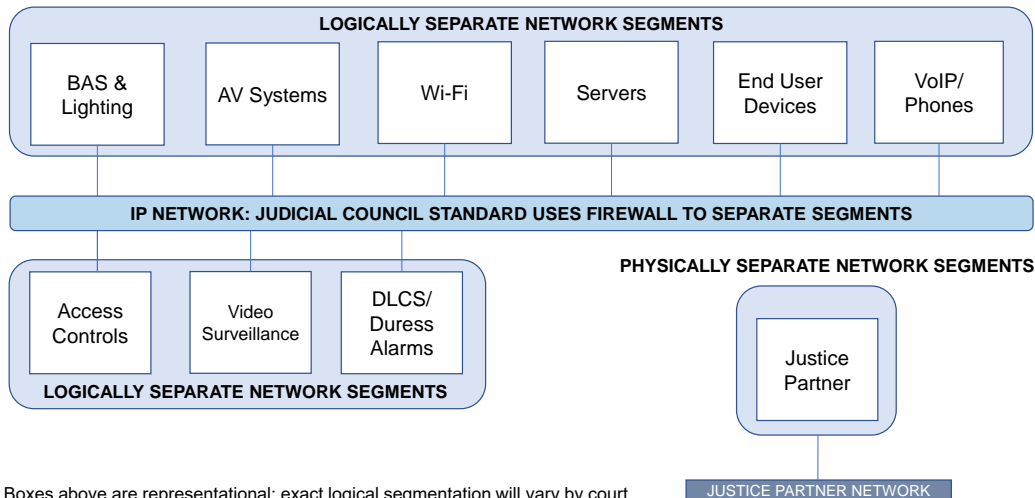 LOGICALLY SEPARATE NETWORK SEGMENTS
BAS &
Lighting
AV Systems
Wi-Fi
Servers
End User
Devices
VoIP/
Phones
IP NETWORK: JUDICIAL COUNCIL STANDARD USES FIREWALL TO SEPARATE SEGMENTS
Access
Controls
Video
Surveillance
DLCS/
Duress
Alarms
LOGICALLY SEPARATE NETWORK SEGMENTS
PHYSICALLY SEPARATE NETWORK SEGMENTS
Justice
Partner
JUSTICE PARTNER NETWORK
Boxes above are representational; exact logical segmentation will vary by court